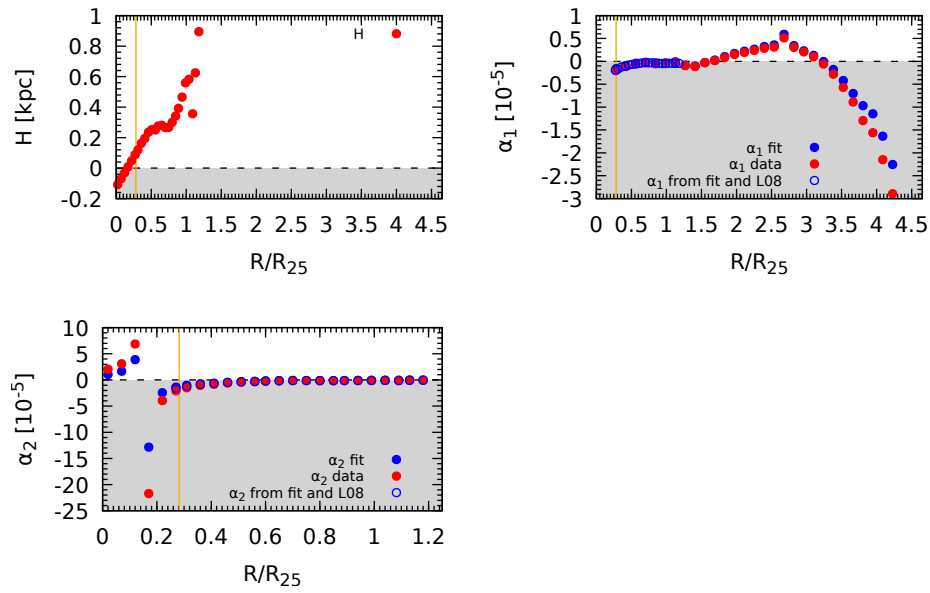 1
0.8
0.6
0.4
0.2
0
-0.2
H [kpc]
H
0 0.5 1 1.5 2 2.5 3 3.5 4 4.5
R/R₂₅
1
0.5
0
-0.5
-1
-1.5
-2
-2.5
-3
α₁ [10⁻⁵]
α₁ fit
α₁ data
α₁ from fit and L08
0 0.5 1 1.5 2 2.5 3 3.5 4 4.5
R/R₂₅
10
5
0
-5
-10
-15
-20
-25
α₂ [10⁻⁵]
α₂ fit
α₂ data
α₂ from fit and L08
0 0.2 0.4 0.6 0.8 1 1.2
R/R₂₅